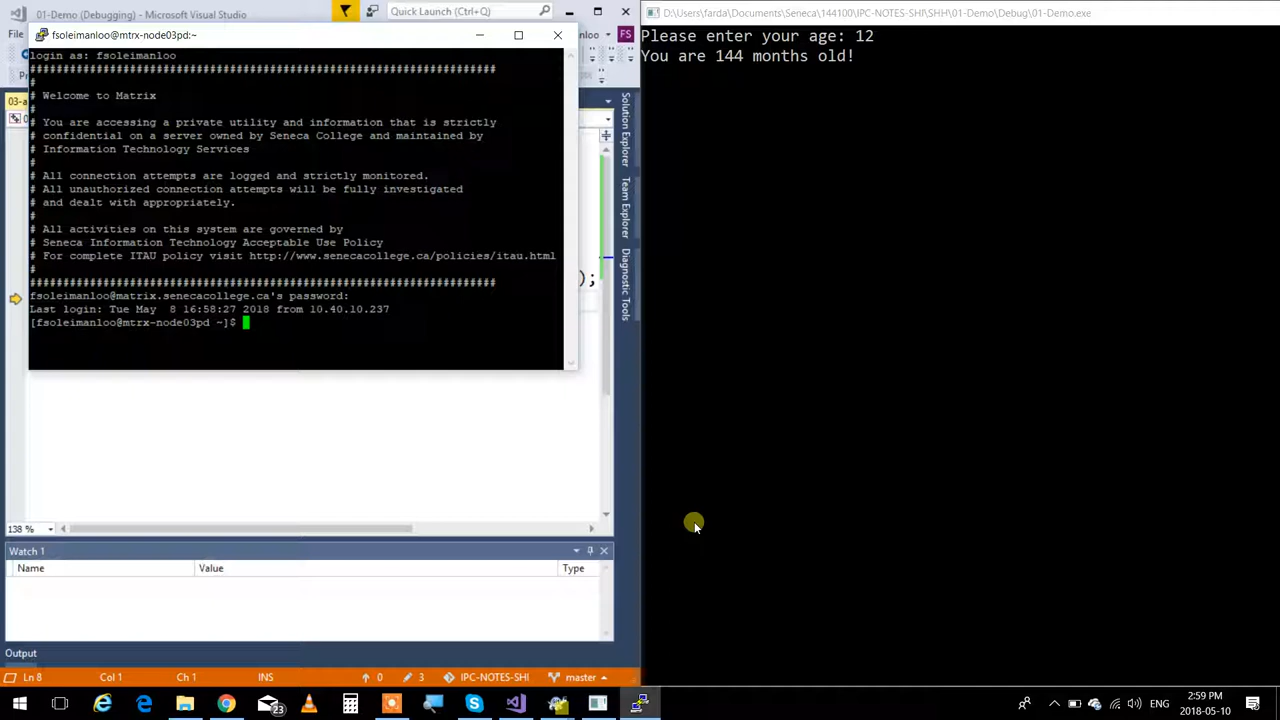 01-Demo (Debugging) - Microsoft Visual Studio
Quick Launch (Ctrl+Q)
File
FS
fsoleimanloo@mtrx-node03pd:~
login as: fsoleimanloo
##################################################################
#
# Welcome to Matrix
#
# You are accessing a private utility and information that is strictly
# confidential on a server owned by Seneca College and maintained by
# Information Technology Services
#
# All connection attempts are logged and strictly monitored.
# All unauthorized connection attempts will be fully investigated
# and dealt with appropriately.
#
# All activities on this system are governed by
# Seneca Information Technology Acceptable Use Policy
# For complete ITAU policy visit http://www.senecacollege.ca/policies/itau.html
#
##################################################################
fsoleimanloo@matrix.senecacollege.ca's password:
Last login: Tue May  8 16:58:27 2018 from 10.40.10.237
[fsoleimanloo@mtrx-node03pd ~]$
);
Solution Explorer
Team Explorer
Diagnostic Tools
138 %
Watch 1
Name
Value
Type
Output
Ln 8
Col 1
Ch 1
INS
0
3
IPC-NOTES-SHI
master
D:\Users\farda\Documents\Seneca\144100\IPC-NOTES-SHI\SHH\01-Demo\Debug\01-Demo.exe
Please enter your age: 12
You are 144 months old!
23
ENG
2:59 PM
2018-05-10